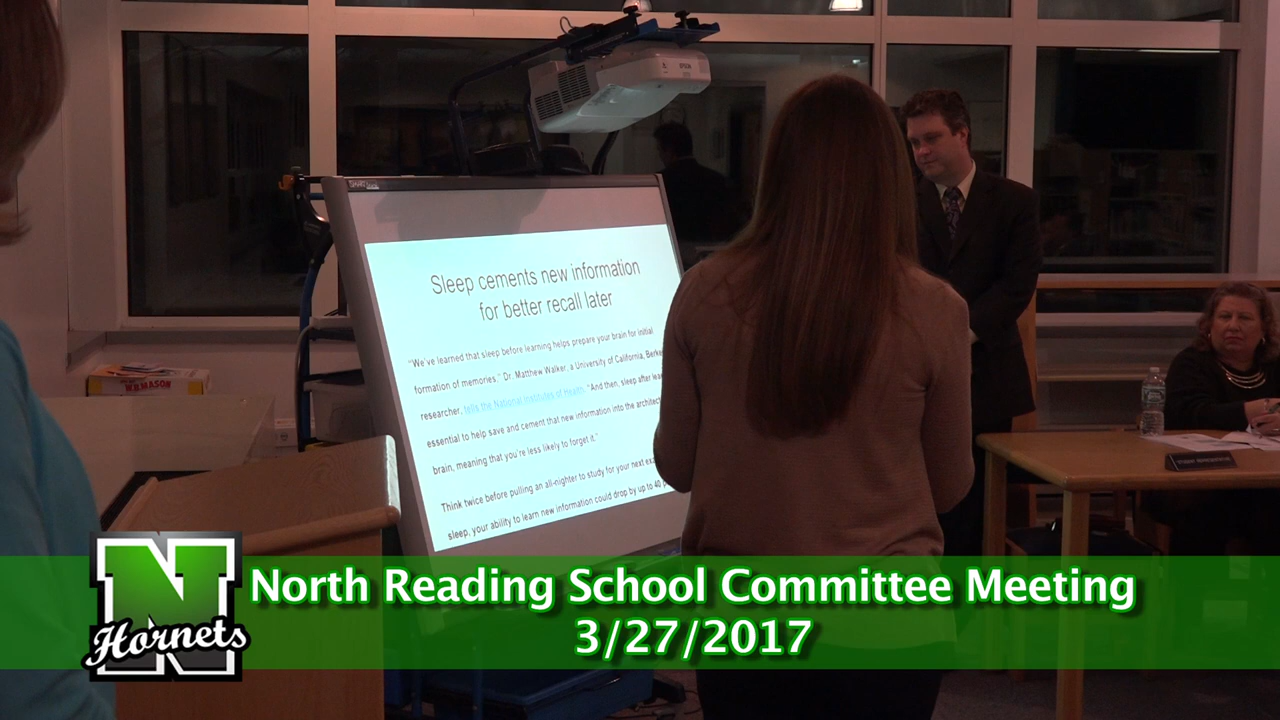 EPSON
SMART
Sleep cements new information
for better recall later
"We've learned that sleep before learning helps prepare your brain for initial
formation of memories." Dr. Matthew Walker, a University of California,
researcher, tells the National Institutes of Health. "And then, sleep after
essential to help save and cement that new information into the
brain, meaning that you're less likely to forget it."
Think twice before pulling an all-nighter to study for your next
sleep, your ability to learn new information could drop by up to 40
W.B. MASON
STUDENT REPRESENTATIVE
N
Hornets
North Reading School Committee Meeting
3/27/2017